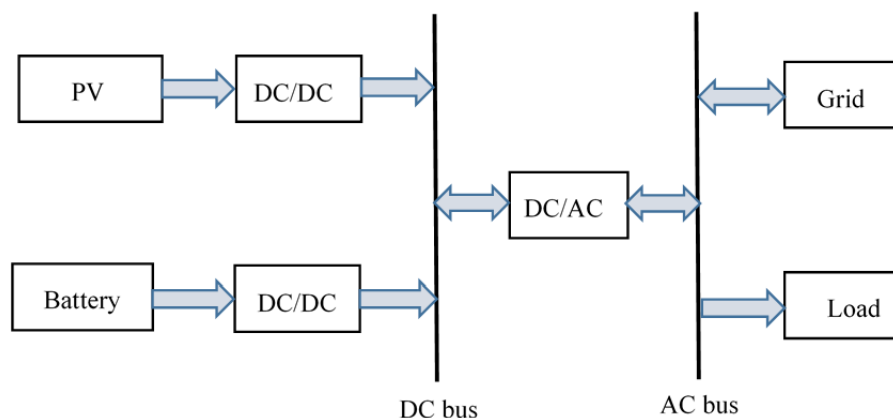 PV
DC/DC
Grid
DC/AC
Battery
DC/DC
Load
DC bus
AC bus